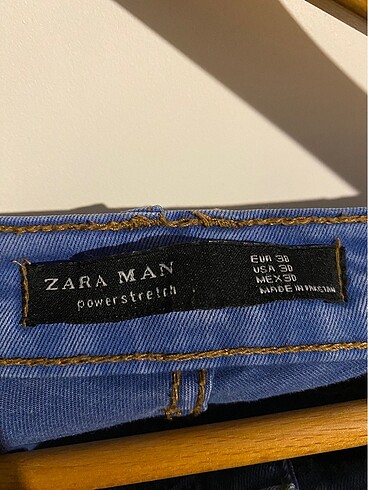 ZARA MAN
powerstretch
EUR 38
USA 30
MEX 30
MADE IN PAKISTAN